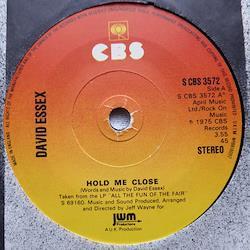 CBS
S CBS 3572
Side A
(S CBS 3572 A)
April Music
Ltd./Rock On
Music
℗ 1975 CBS
Records
3.55
45
STEREO
DAVID ESSEX
HOLD ME CLOSE
(Words and Music by David Essex)
Taken from the LP "ALL THE FUN OF THE FAIR"
S 69160. Music and Sound Produced, Arranged
and Directed by Jeff Wayne for
jwm
Productions
A U.K. Production